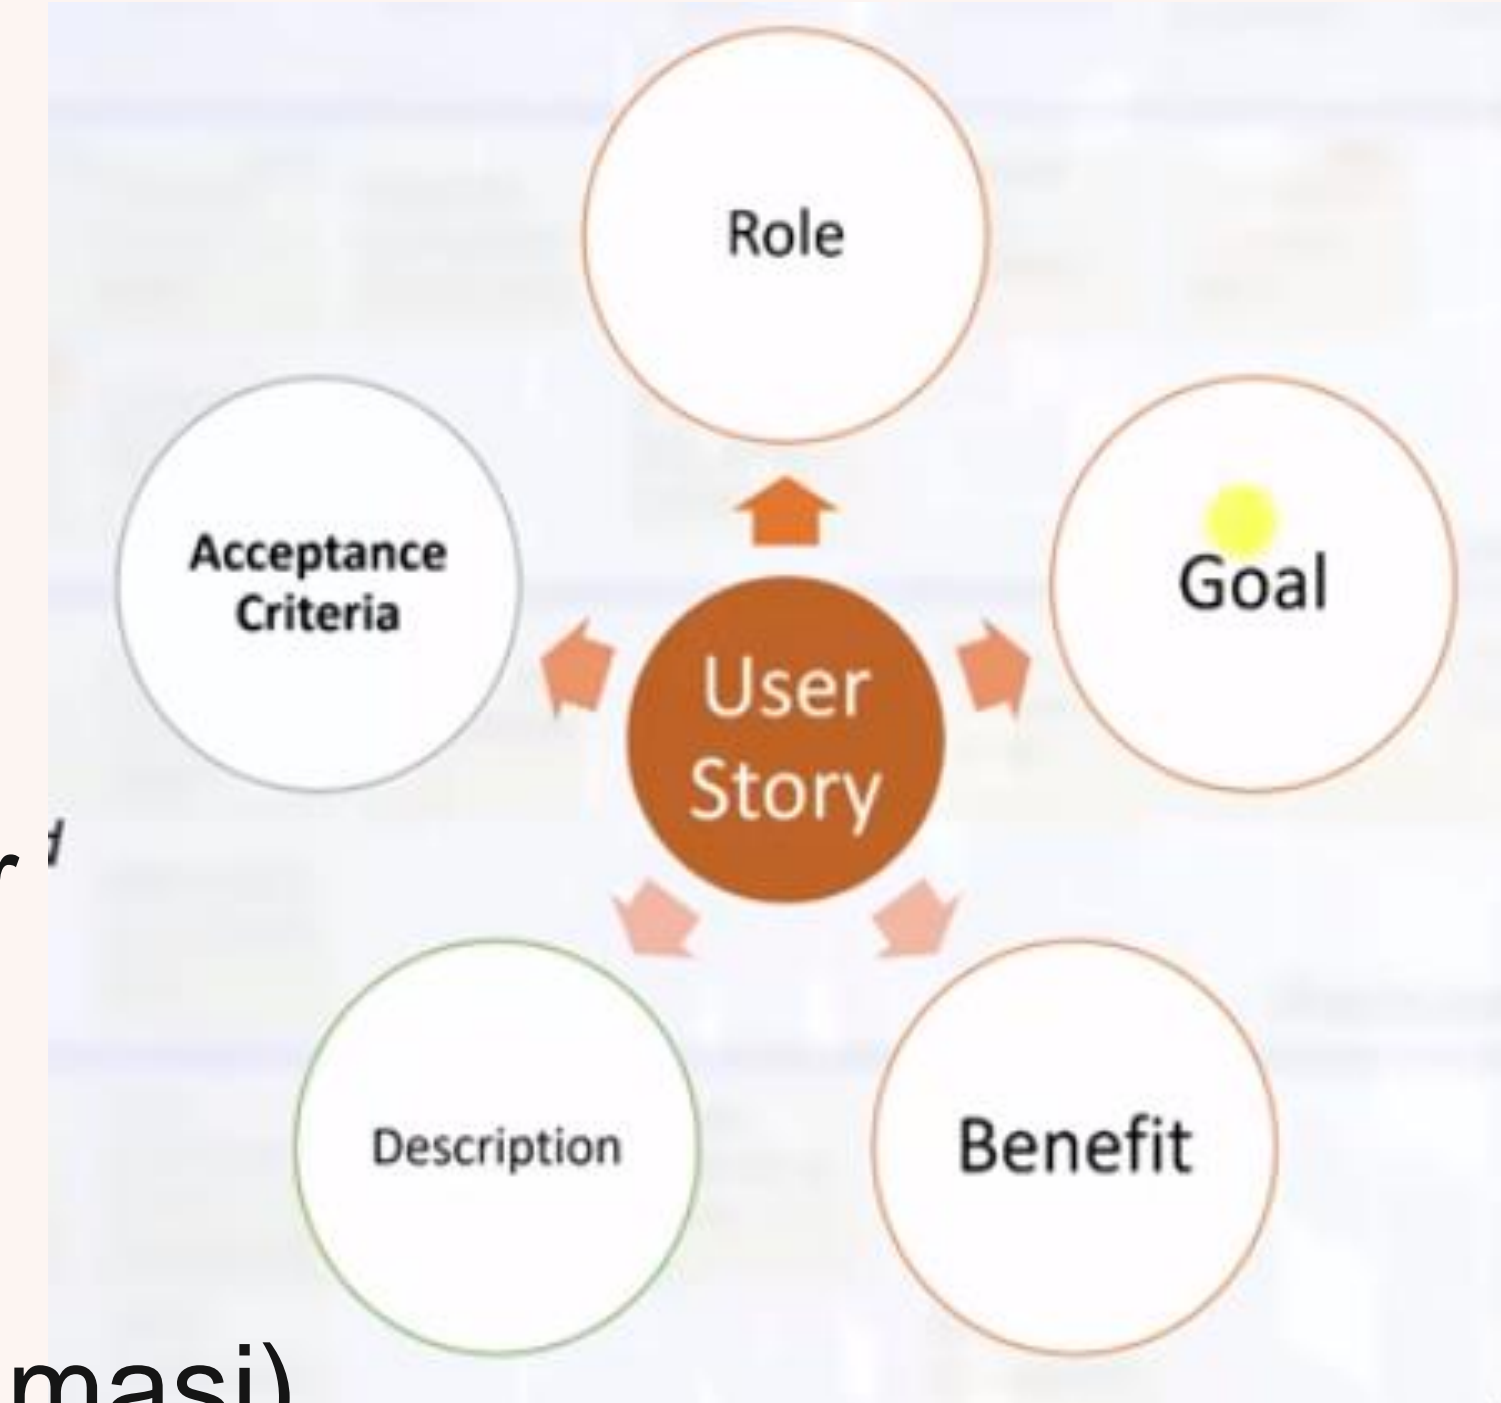 Role
Acceptance
Criteria
Goal
User
Story
Description
Benefit
masi)